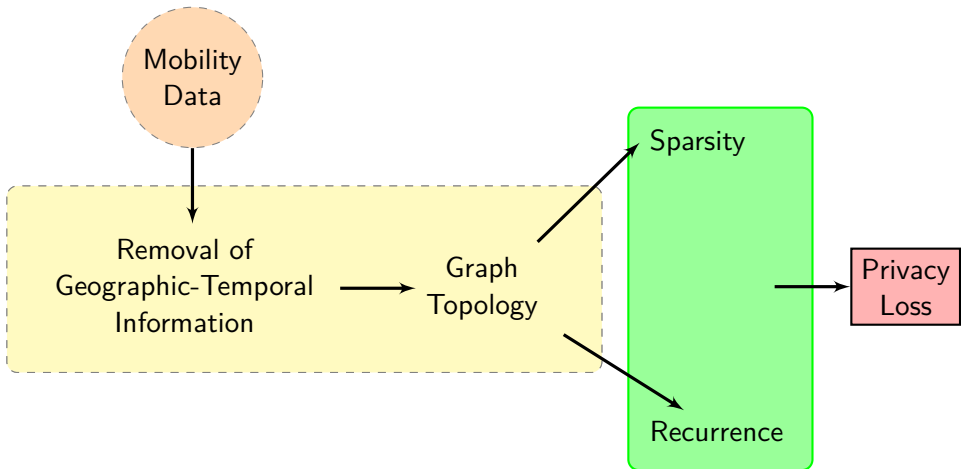 Mobility
Data
Removal of
Geographic-Temporal
Information
Graph
Topology
Sparsity
Recurrence
Privacy
Loss